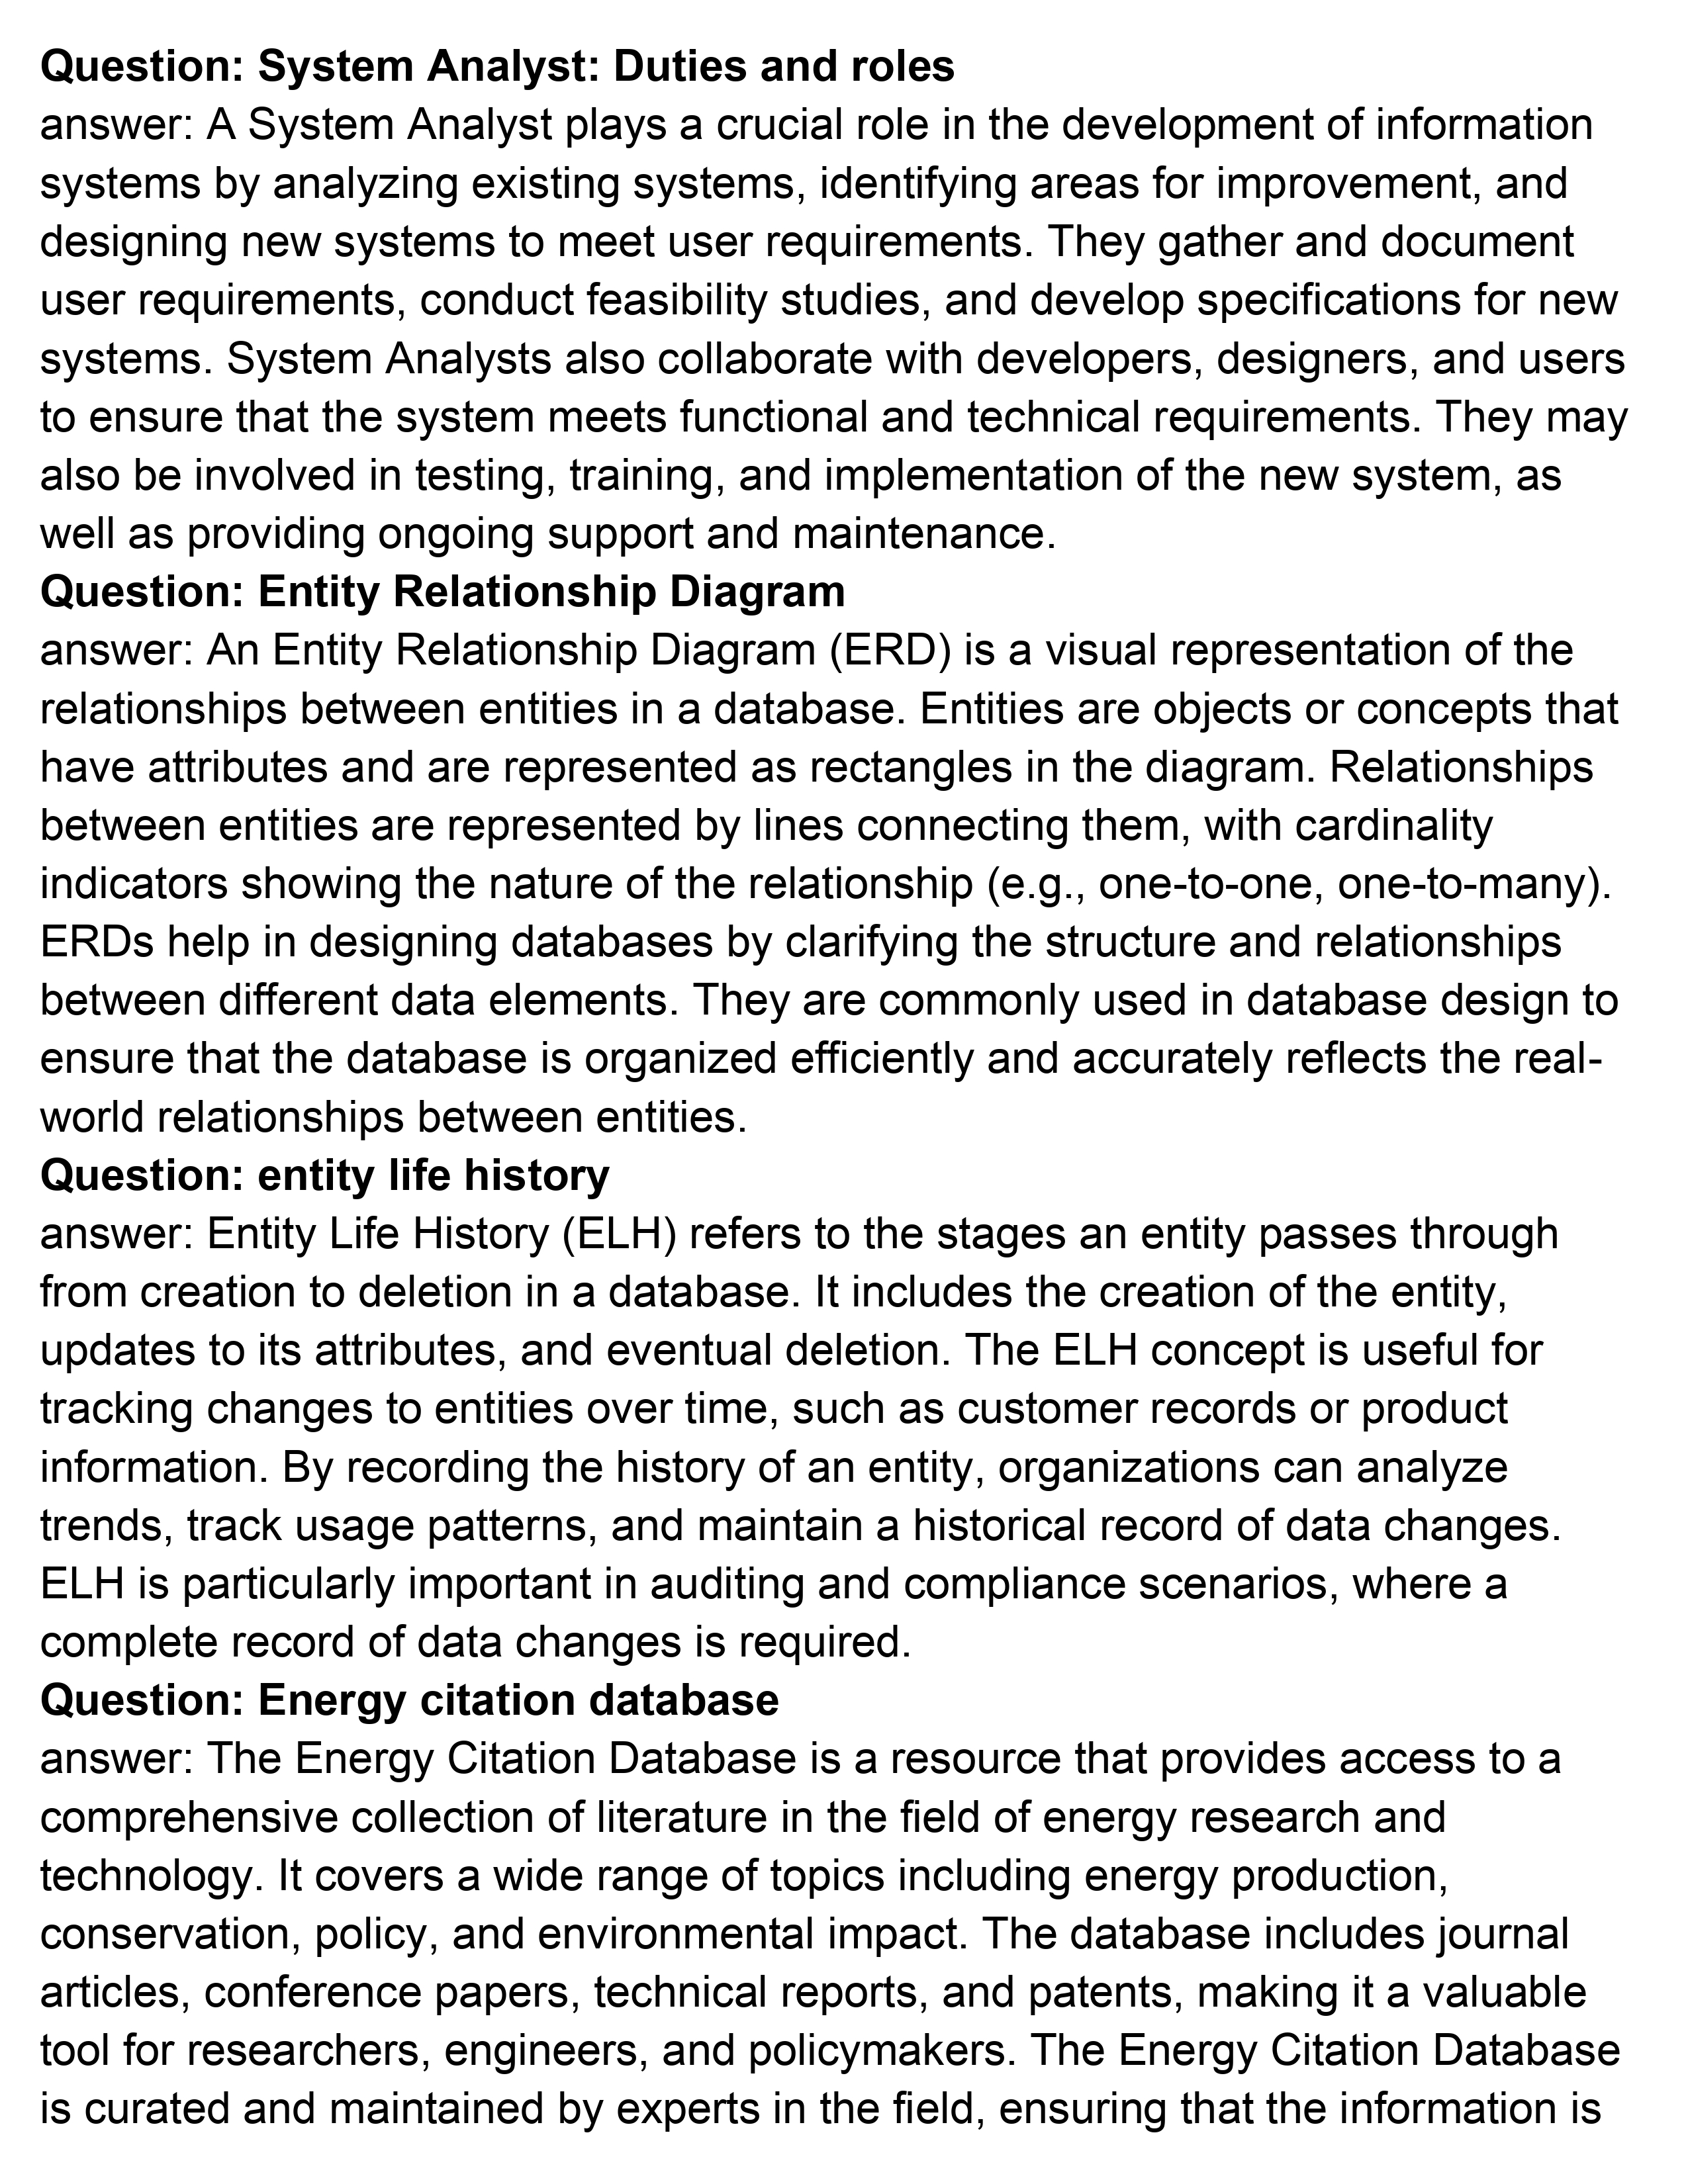 Question: System Analyst: Duties and roles
answer: A System Analyst plays a crucial role in the development of information
systems by analyzing existing systems, identifying areas for improvement, and
designing new systems to meet user requirements. They gather and document
user requirements, conduct feasibility studies, and develop specifications for new
systems. System Analysts also collaborate with developers, designers, and users
to ensure that the system meets functional and technical requirements. They may
also be involved in testing, training, and implementation of the new system, as
well as providing ongoing support and maintenance.
Question: Entity Relationship Diagram
answer: An Entity Relationship Diagram (ERD) is a visual representation of the
relationships between entities in a database. Entities are objects or concepts that
have attributes and are represented as rectangles in the diagram. Relationships
between entities are represented by lines connecting them, with cardinality
indicators showing the nature of the relationship (e.g., one-to-one, one-to-many).
ERDs help in designing databases by clarifying the structure and relationships
between different data elements. They are commonly used in database design to
ensure that the database is organized efficiently and accurately reflects the real-
world relationships between entities.
Question: entity life history
answer: Entity Life History (ELH) refers to the stages an entity passes through
from creation to deletion in a database. It includes the creation of the entity,
updates to its attributes, and eventual deletion. The ELH concept is useful for
tracking changes to entities over time, such as customer records or product
information. By recording the history of an entity, organizations can analyze
trends, track usage patterns, and maintain a historical record of data changes.
ELH is particularly important in auditing and compliance scenarios, where a
complete record of data changes is required.
Question: Energy citation database
answer: The Energy Citation Database is a resource that provides access to a
comprehensive collection of literature in the field of energy research and
technology. It covers a wide range of topics including energy production,
conservation, policy, and environmental impact. The database includes journal
articles, conference papers, technical reports, and patents, making it a valuable
tool for researchers, engineers, and policymakers. The Energy Citation Database
is curated and maintained by experts in the field, ensuring that the information is